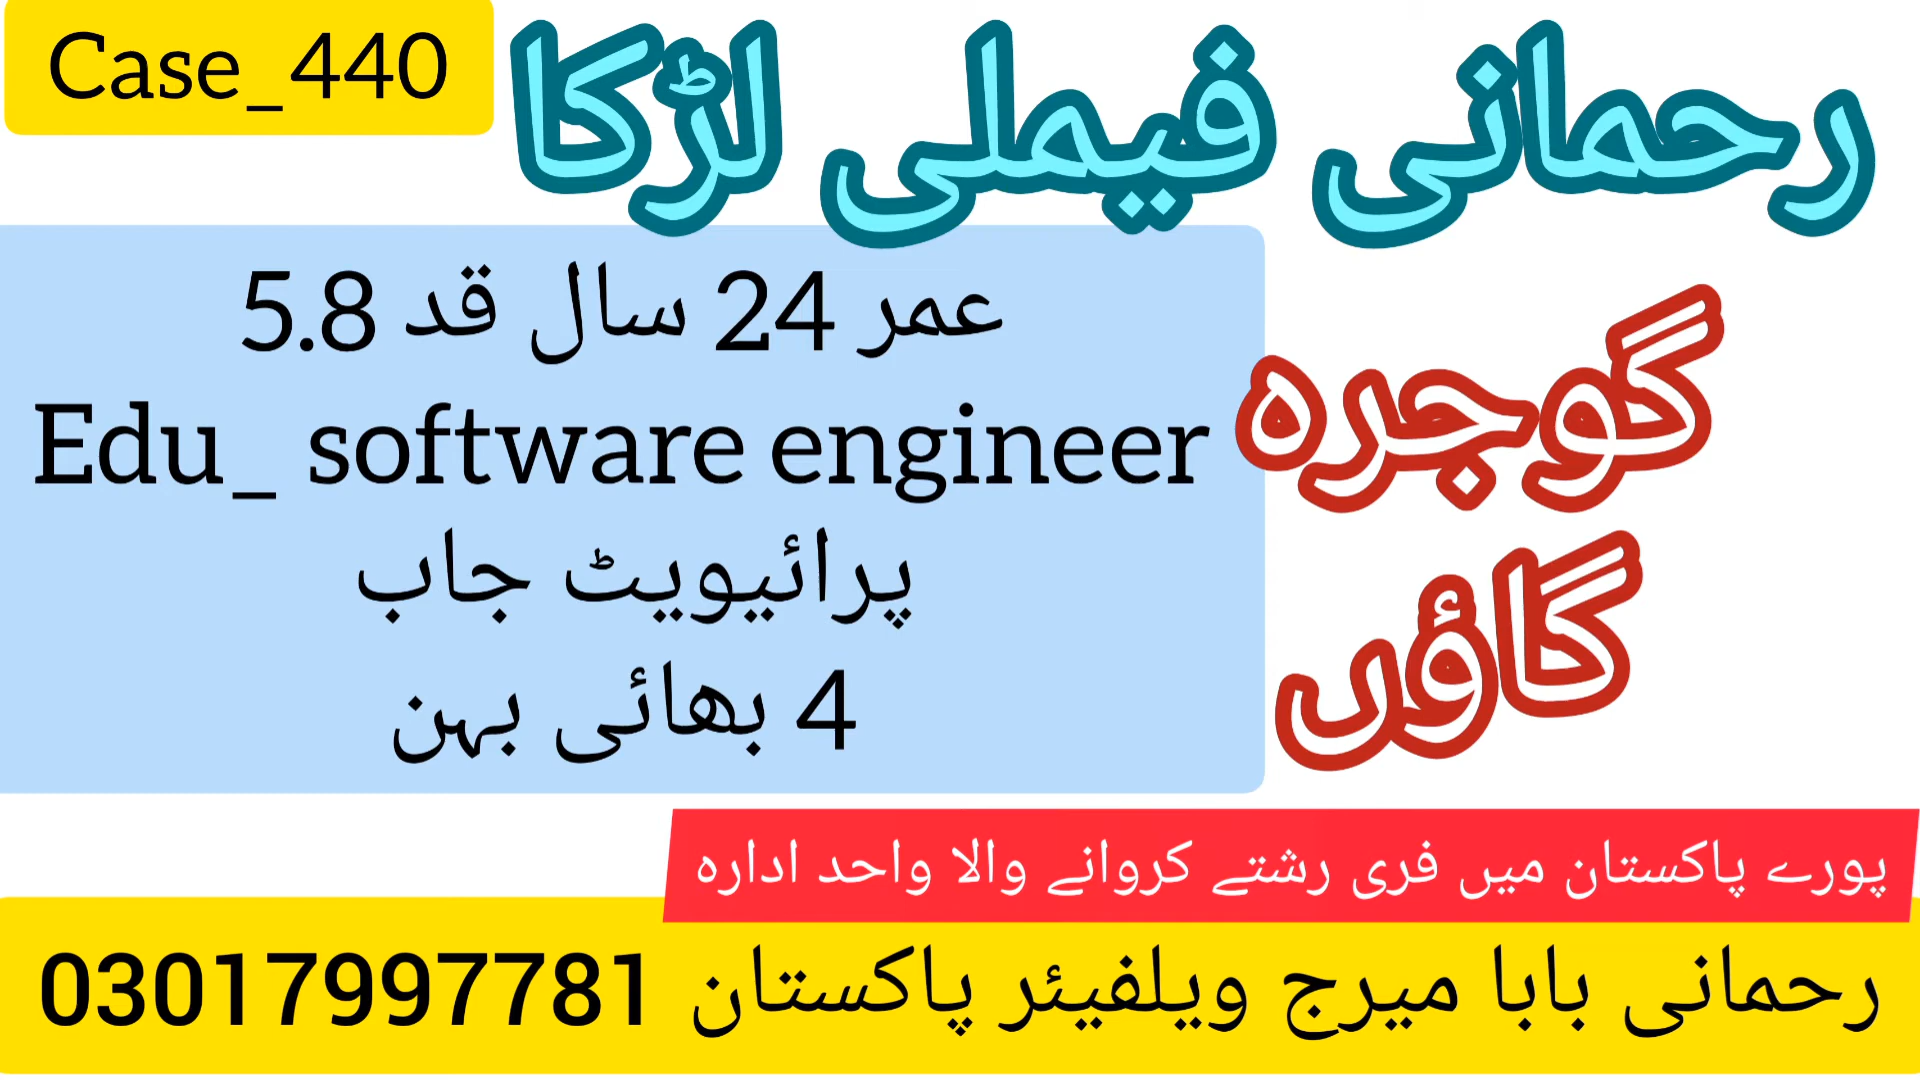 Case_440
رحمانی فیملی لڑکا
عمر 24 سال قد 5.8
Edu_ software engineer
پرائیویٹ جاب
4 بھائی بہن
گوجرہ
گاؤں
پورے پاکستان میں فری رشتے کروانے والا واحد ادارہ
رحمانی بابا میرج ویلفیئر پاکستان 03017997781